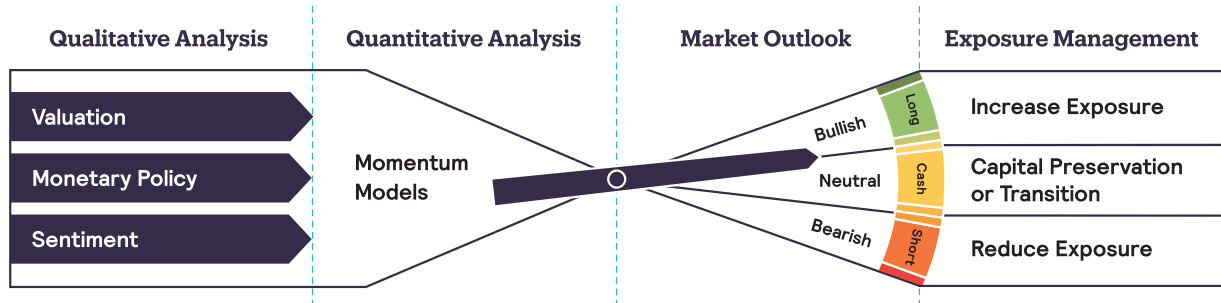 Qualitative Analysis
Quantitative Analysis
Market Outlook
Exposure Management
Valuation
Monetary Policy
Sentiment
Momentum
Models
Bullish
Neutral
Bearish
Long
Cash
Short
Increase Exposure
Capital Preservation
or Transition
Reduce Exposure